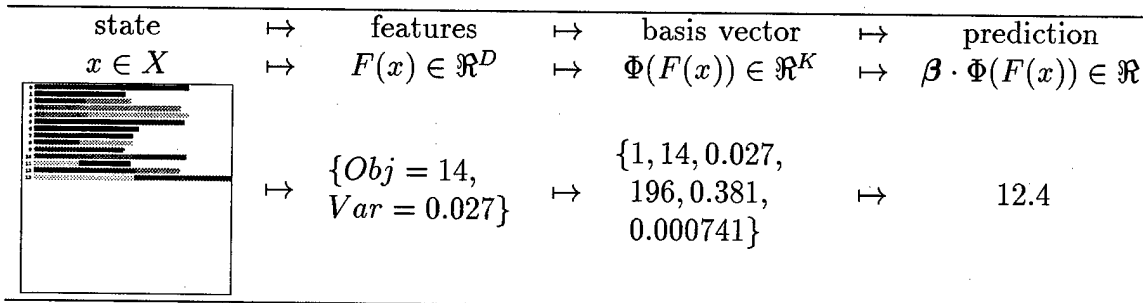 state ↦ features ↦ basis vector ↦ prediction
x ∈ X ↦ F(x) ∈ ℜ^D ↦ Φ(F(x)) ∈ ℜ^K ↦ β · Φ(F(x)) ∈ ℜ
{Obj = 14,
Var = 0.027}
{1, 14, 0.027,
196, 0.381,
0.000741}
↦ ↦ ↦ 12.4